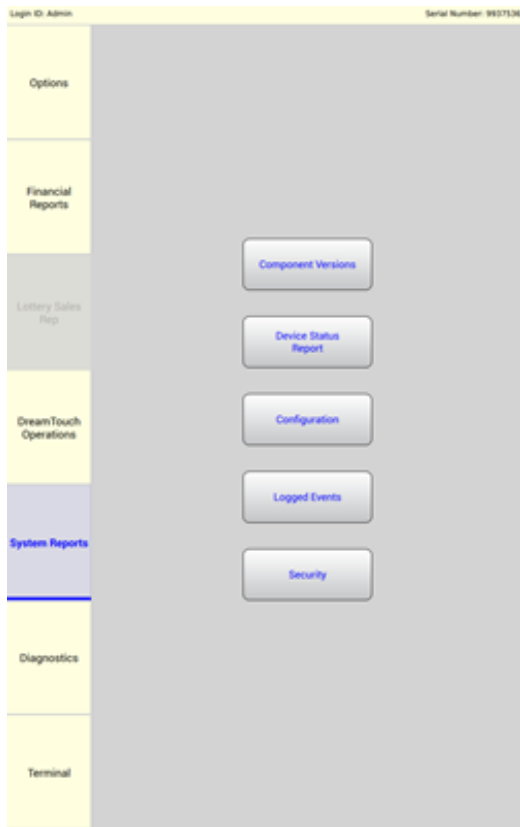 Login ID: Admin
Serial Number: 9937536
Options
Financial
Reports
Lottery Sales
Rep
DreamTouch
Operations
System Reports
Diagnostics
Terminal
Component Versions
Device Status
Report
Configuration
Logged Events
Security